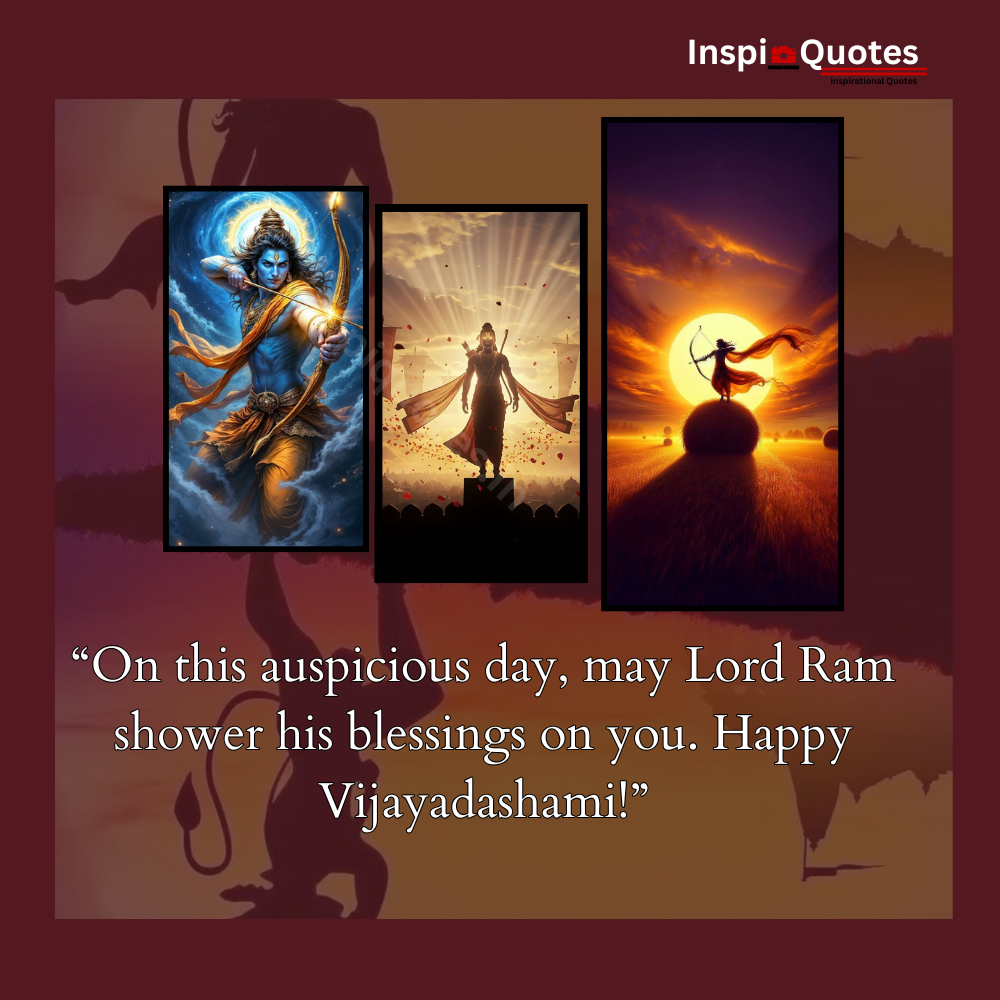 Inspi Quotes
Inspirational Quotes
“On this auspicious day, may Lord Ram
shower his blessings on you. Happy
Vijayadashami!”